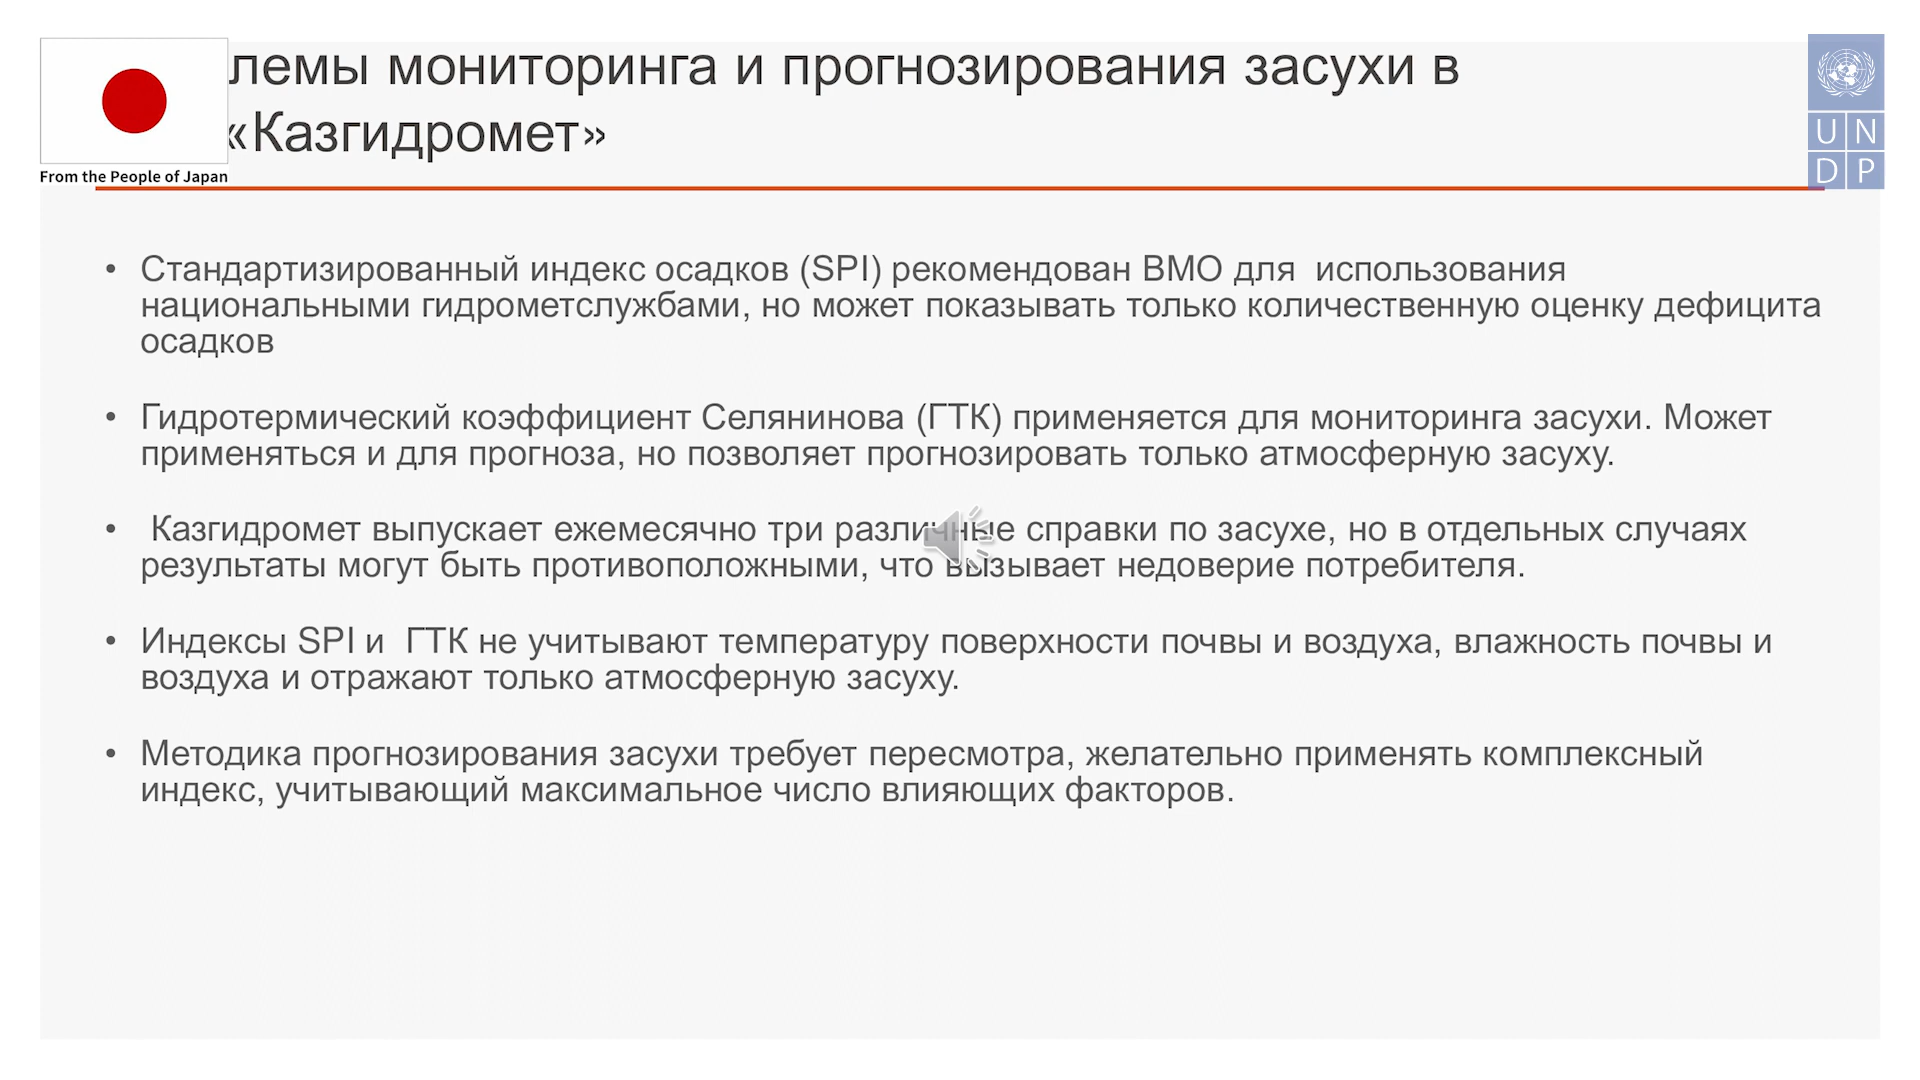 лемы мониторинга и прогнозирования засухи в
«Казгидромет»
From the People of Japan
UN
DP
• Стандартизированный индекс осадков (SPI) рекомендован ВМО для  использования
национальными гидрометслужбами, но может показывать только количественную оценку дефицита
осадков
• Гидротермический коэффициент Селянинова (ГТК) применяется для мониторинга засухи. Может
применяться и для прогноза, но позволяет прогнозировать только атмосферную засуху.
• Казгидромет выпускает ежемесячно три различные справки по засухе, но в отдельных случаях
результаты могут быть противоположными, что вызывает недоверие потребителя.
• Индексы SPI и  ГТК не учитывают температуру поверхности почвы и воздуха, влажность почвы и
воздуха и отражают только атмосферную засуху.
• Методика прогнозирования засухи требует пересмотра, желательно применять комплексный
индекс, учитывающий максимальное число влияющих факторов.